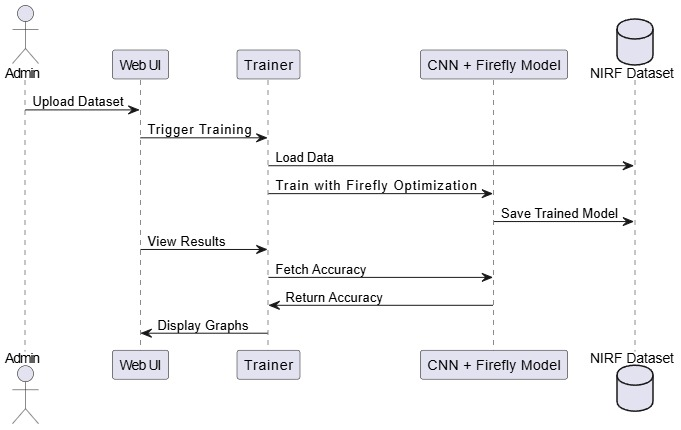 Admin
Web UI
Trainer
CNN + Firefly Model
NIRF Dataset
Upload Dataset
Trigger Training
Load Data
Train with Firefly Optimization
Save Trained Model
View Results
Fetch Accuracy
Return Accuracy
Display Graphs
Admin
Web UI
Trainer
CNN + Firefly Model
NIRF Dataset